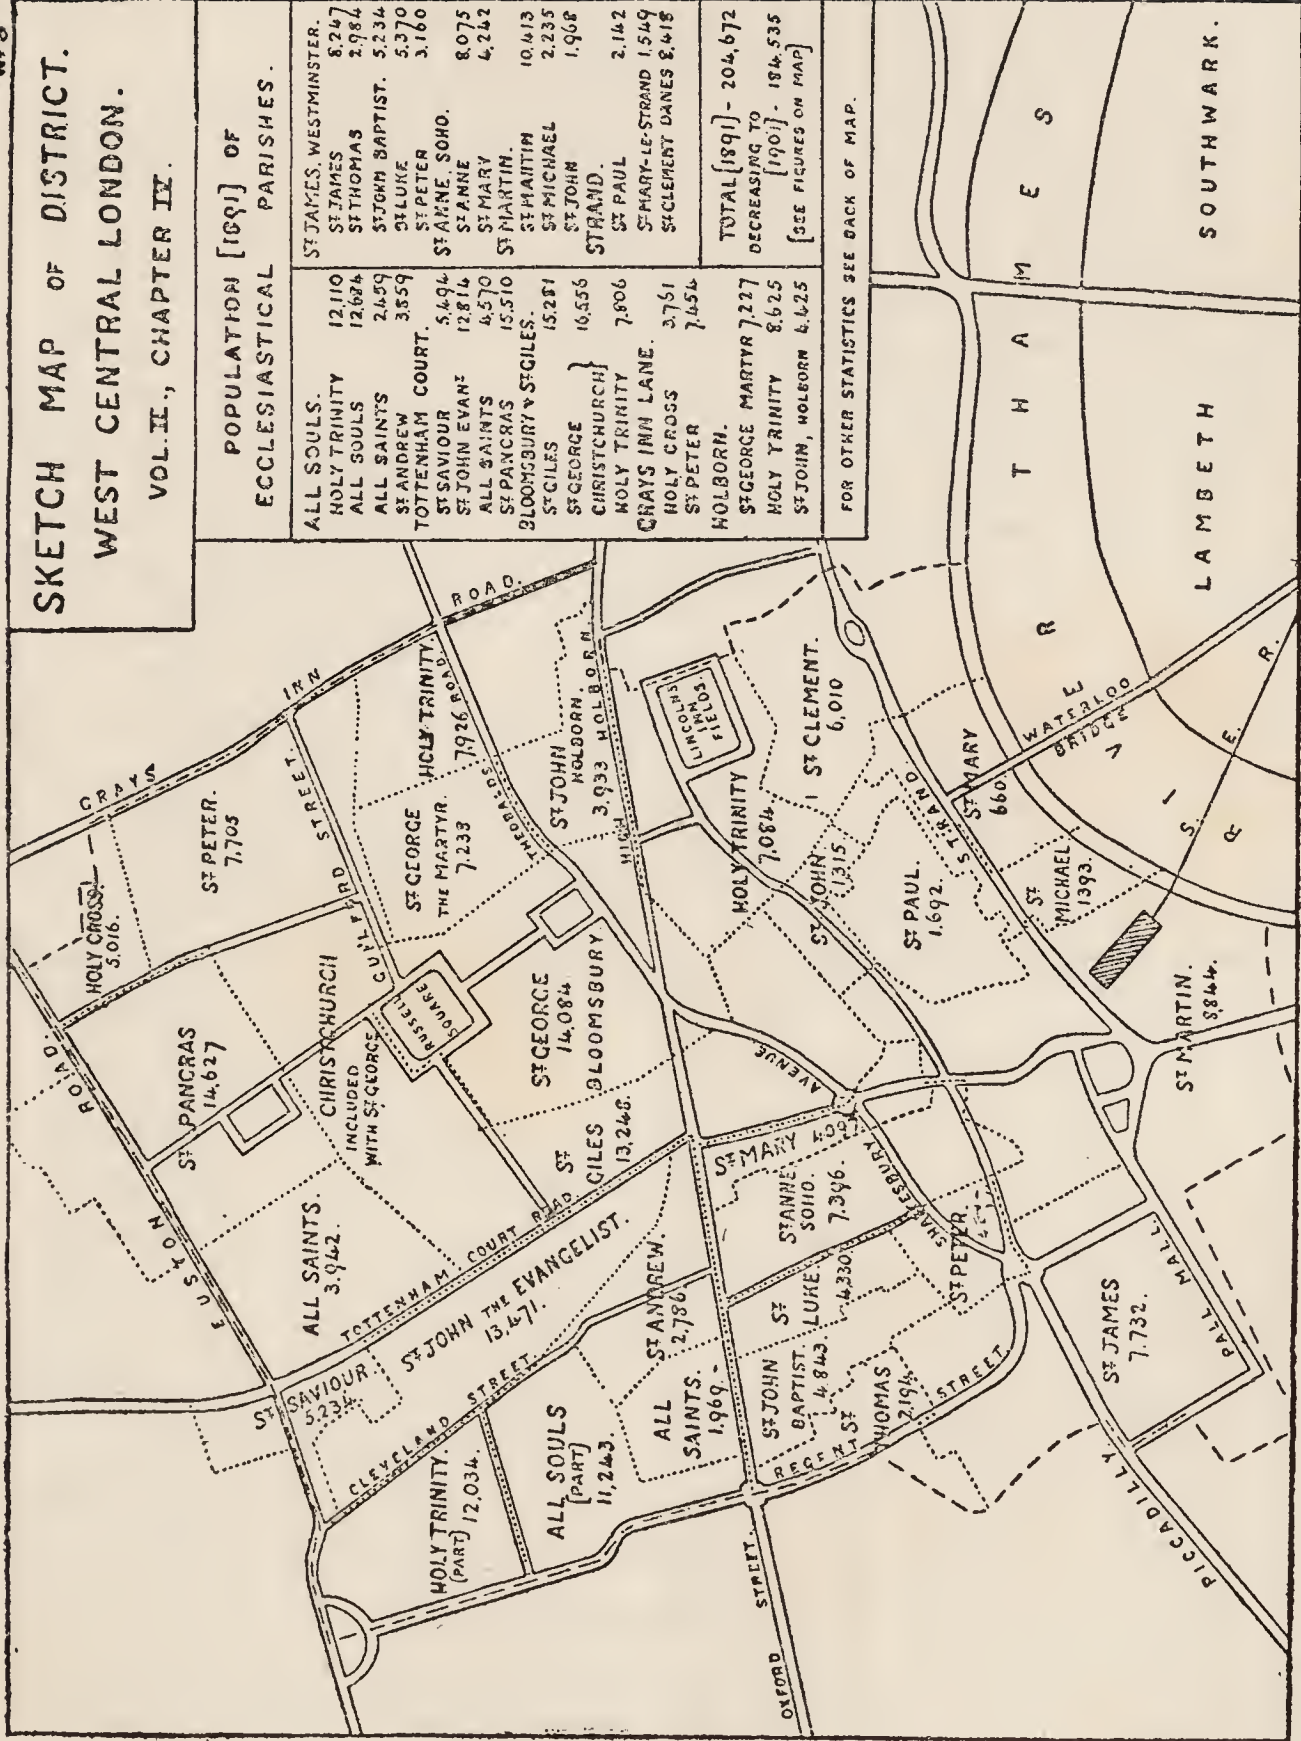 SKETCH MAP OF DISTRICT.
WEST CENTRAL LONDON.
VOL. II., CHAPTER IV.
POPULATION [1891] OF
ECCLESIASTICAL PARISHES.
ALL SOULS.
HOLY TRINITY 12,110
ALL SOULS 12,684
ALL SAINTS 2,459
ST ANDREW 3,859
TOTTENHAM COURT.
ST SAVIOUR 5,494
ST JOHN EVANT 12,814
ALL SAINTS 4,570
ST PANCRAS 15,510
BLOOMSBURY & ST GILES.
ST GILES 15,281
ST GEORGE
CHRISTCHURCH } 16,556
HOLY TRINITY 7,806
GRAYS INN LANE.
HOLY CROSS 3,761
ST PETER 7,454
HOLBORN.
ST GEORGE MARTYR 7,227
HOLY TRINITY 8,625
ST JOHN, HOLBORN 4,425
ST JAMES, WESTMINSTER.
ST JAMES 8,247
ST THOMAS 2,984
ST JOHN BAPTIST. 5,234
ST LUKE 5,370
ST PETER 3,160
ST ANNE, SOHO.
ST ANNE 8,075
ST MARY 4,242
ST MARTIN.
ST MARTIN 10,413
ST MICHAEL 2,235
ST JOHN 1,968
STRAND.
ST PAUL 2,142
ST MARY-LE-STRAND 1,549
ST CLEMENT DANES 8,418
TOTAL [1891] - 204,672
DECREASING TO
[1901] - 184,535
[SEE FIGURES ON MAP]
FOR OTHER STATISTICS SEE BACK OF MAP.
GRAYS INN ROAD.
HOLY CROSS
5,016.
ST PETER.
7,705
EUSTON ROAD.
ST PANCRAS
14,627
GUILFORD STREET.
HOLY TRINITY
7,926
THEOBALDS ROAD.
ST GEORGE
THE MARTYR.
7,233
ST JOHN
HOLBORN.
3,933
HIGH HOLBORN
CHRISTCHURCH
INCLUDED
WITH ST GEORGE
RUSSELL
SQUARE
ST GEORGE
14,084
BLOOMSBURY
ST
GILES
13,248.
LINCOLNS
INN
FIELDS
HOLY TRINITY
7,084
ST CLEMENT.
6,010
ST JOHN
1315
ST PAUL.
1,692.
STRAND
ST MARY
660
ST
MICHAEL
1393.
WATERLOO
BRIDGE
RIVER
THAMES
LAMBETH
SOUTHWARK.
ALL SAINTS.
3,942.
TOTTENHAM COURT ROAD
ST SAVIOUR.
5,234.
ST JOHN THE EVANGELIST.
13,471.
CLEVELAND STREET.
HOLY TRINITY
[PART] 12,034.
ALL SOULS
[PART]
11,243.
ST ANDREW.
2,786
ALL
SAINTS.
1,969.
ST MARY
ST ANNE
SOHO.
7,396.
SHAFTESBURY AVENUE
ST
LUKE
4,330
ST JOHN
BAPTIST.
4,843.
ST
THOMAS
2,194
ST PETER.
REGENT STREET.
OXFORD STREET.
ST JAMES
7,732.
PALL MALL
PICCADILLY
ST MARTIN.
8,844.